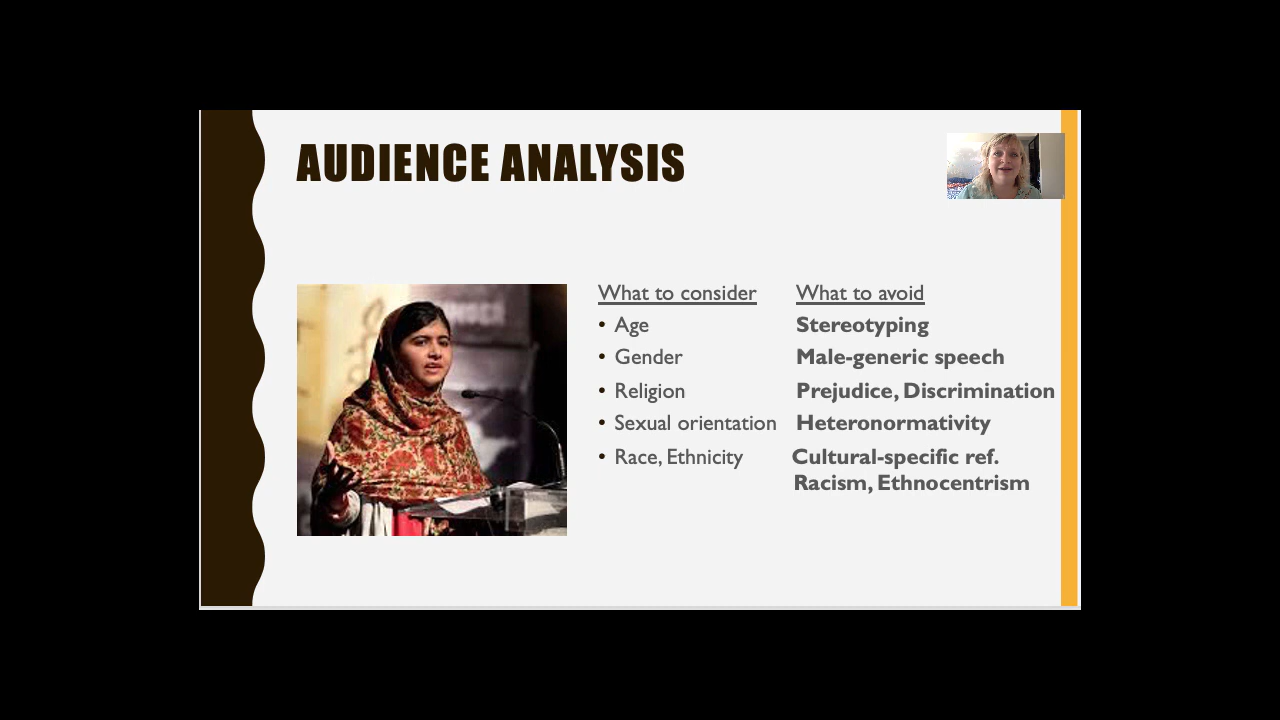 AUDIENCE ANALYSIS
What to consider What to avoid
• Age Stereotyping
• Gender Male-generic speech
• Religion Prejudice, Discrimination
• Sexual orientation Heteronormativity
• Race, Ethnicity Cultural-specific ref.
Racism, Ethnocentrism